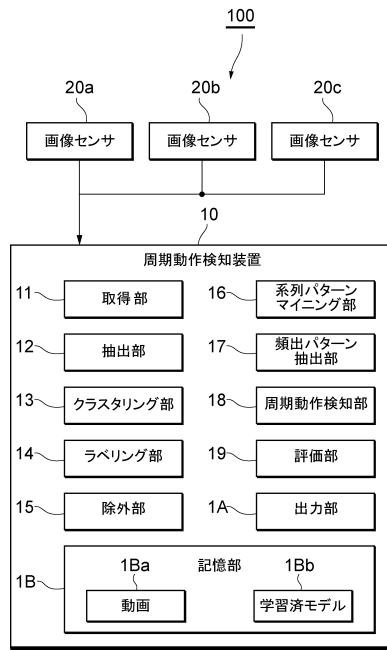 100
20a
20b
20c
画像センサ
画像センサ
画像センサ
10
周期動作検知装置
11
取得部
12
抽出部
13
クラスタリング部
14
ラベリング部
15
除外部
16
系列パターン
マイニング部
17
頻出パターン
抽出部
18
周期動作検知部
19
評価部
1A
出力部
1B
記憶部
1Ba
動画
1Bb
学習済モデル